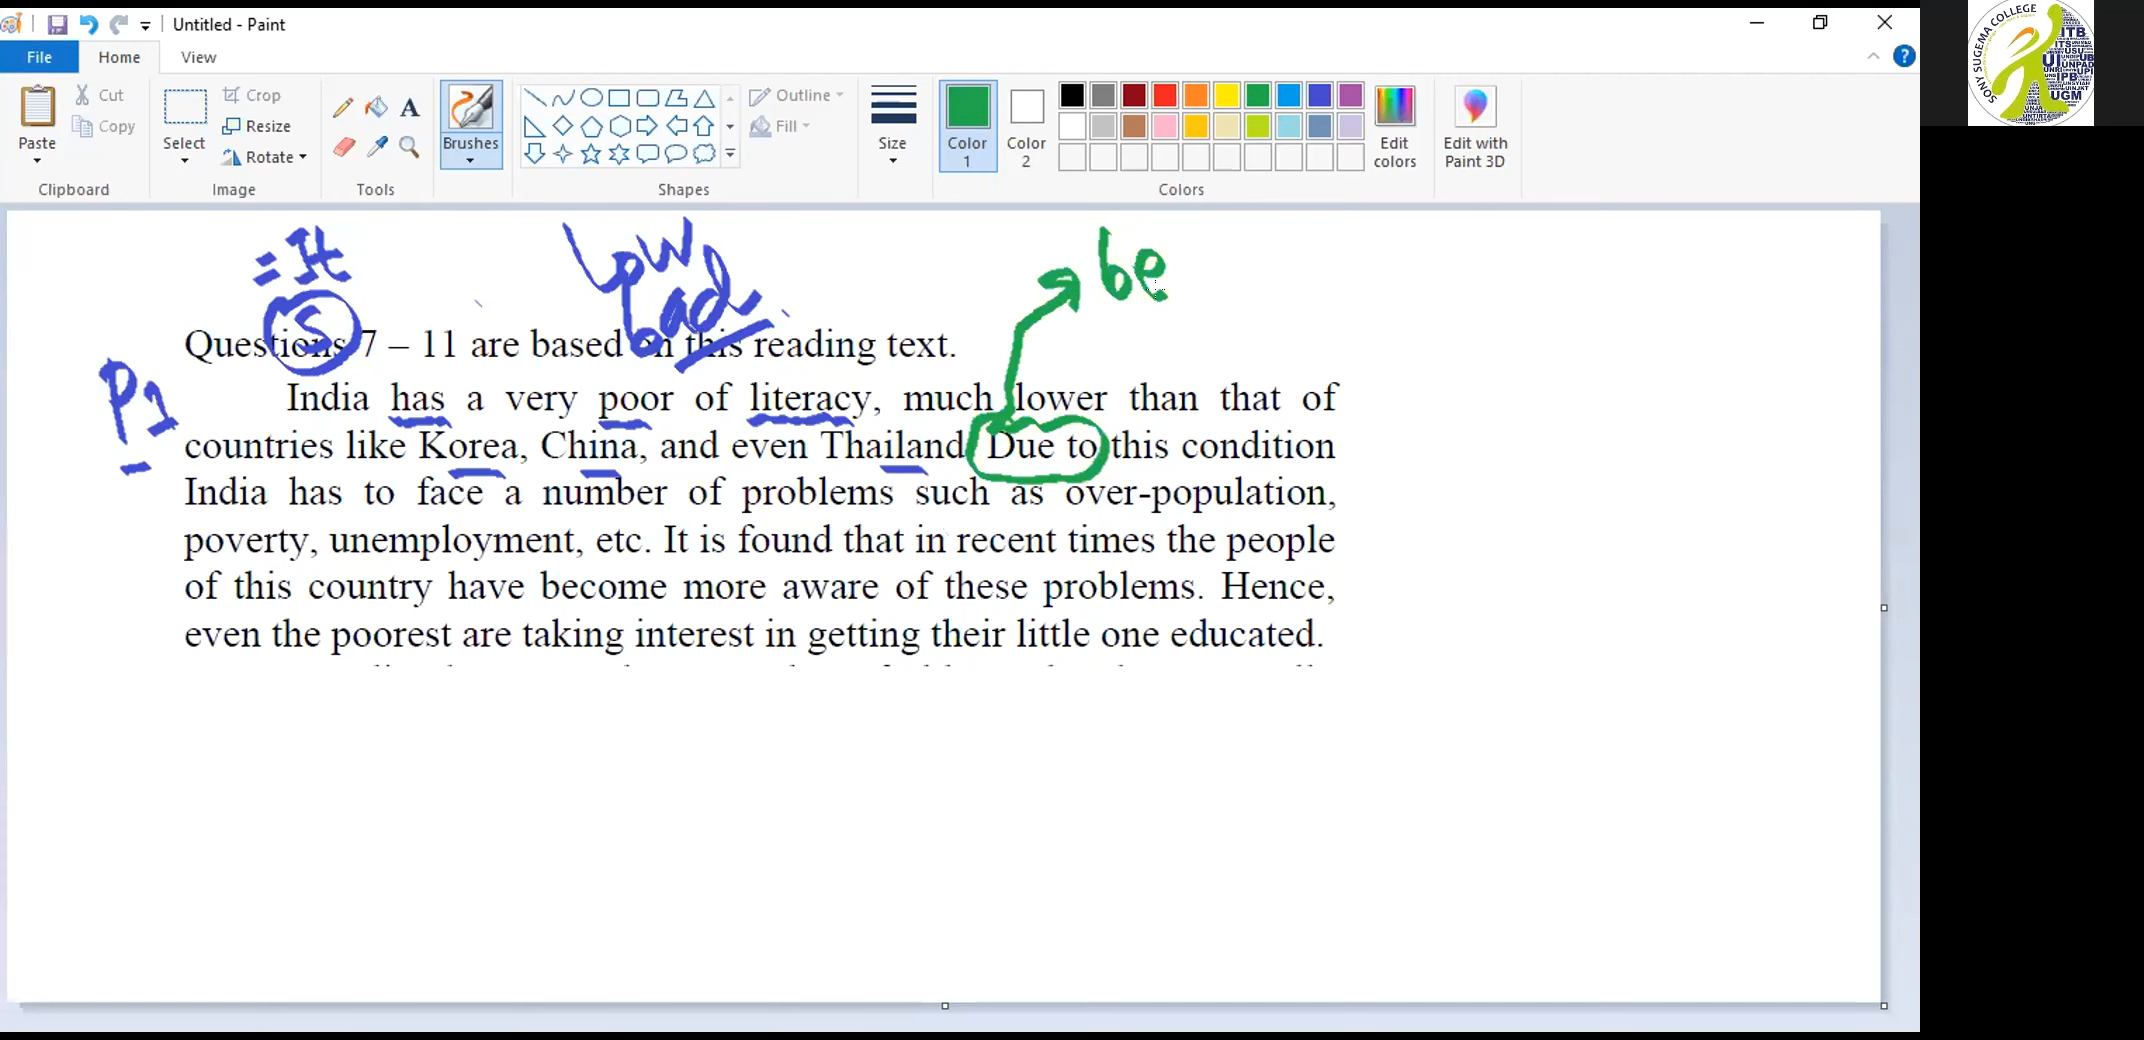 Untitled - Paint
File Home View
Paste
Cut
Copy
Clipboard
Select
Crop
Resize
Rotate
Image
Tools
Brushes
Shapes
Outline
Fill
Size
Color 1
Color 2
Edit colors
Colors
Edit with Paint 3D
SONY SUGEMA COLLEGE
ITB
UI
IPB
UGM
= It
S
Low
bad
be
P1
Questions 7 – 11 are based on this reading text.
India has a very poor of literacy, much lower than that of
countries like Korea, China, and even Thailand Due to this condition
India has to face a number of problems such as over-population,
poverty, unemployment, etc. It is found that in recent times the people
of this country have become more aware of these problems. Hence,
even the poorest are taking interest in getting their little one educated.